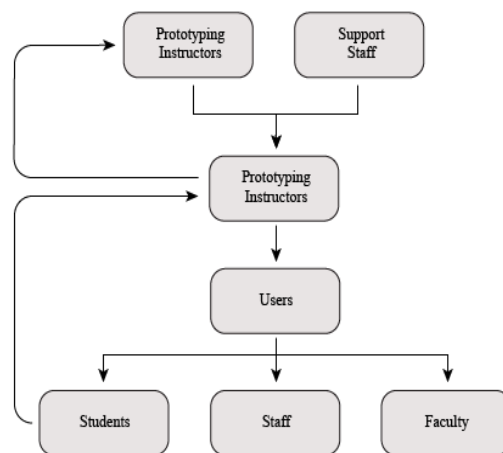 Prototyping
Instructors
Support
Staff
Prototyping
Instructors
Users
Students
Staff
Faculty